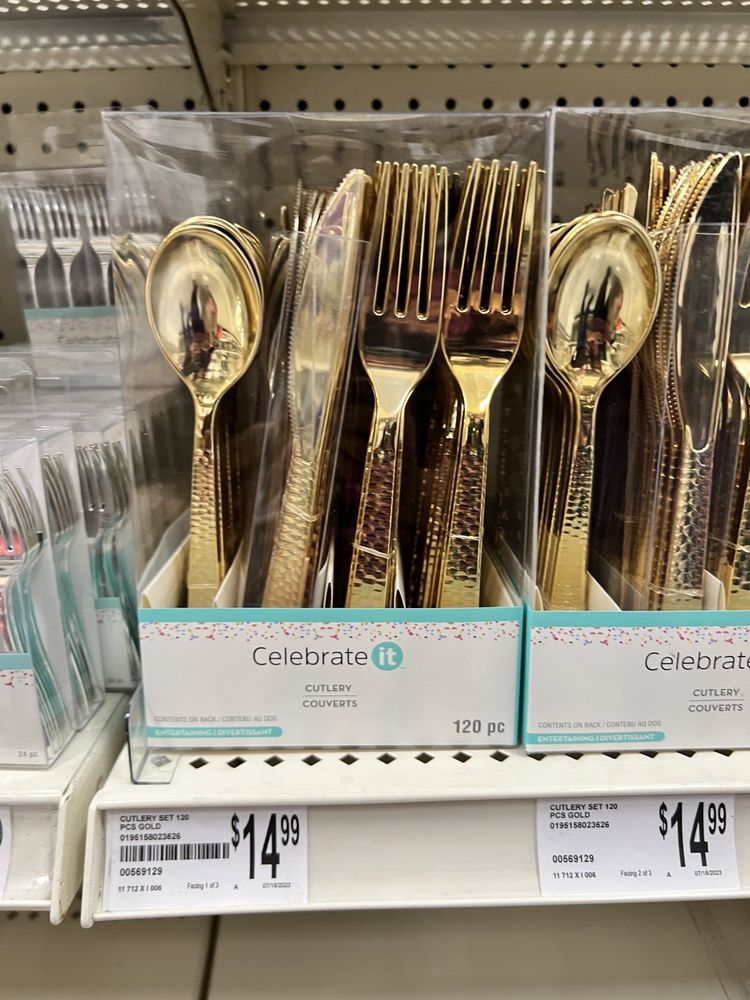 Celebrate it
CUTLERY
COUVERTS
CONTENTS ON BACK / CONTENU AU DOS
ENTERTAINING | DIVERTISSANT
120 pc
Celebrate
CUTLERY
COUVERTS
CONTENTS ON BACK / CONTENU AU DOS
ENTERTAINING | DIVERTISSANT
24 pc
CUTLERY SET 120
PCS GOLD
0195158023626
$14.99
00569129
11 712 X I 006
Facing 1 of 3
A
07/18/2023
CUTLERY SET 120
PCS GOLD
0195158023626
$14.99
00569129
11 712 X I 006
Facing 2 of 3
A
07/18/2023